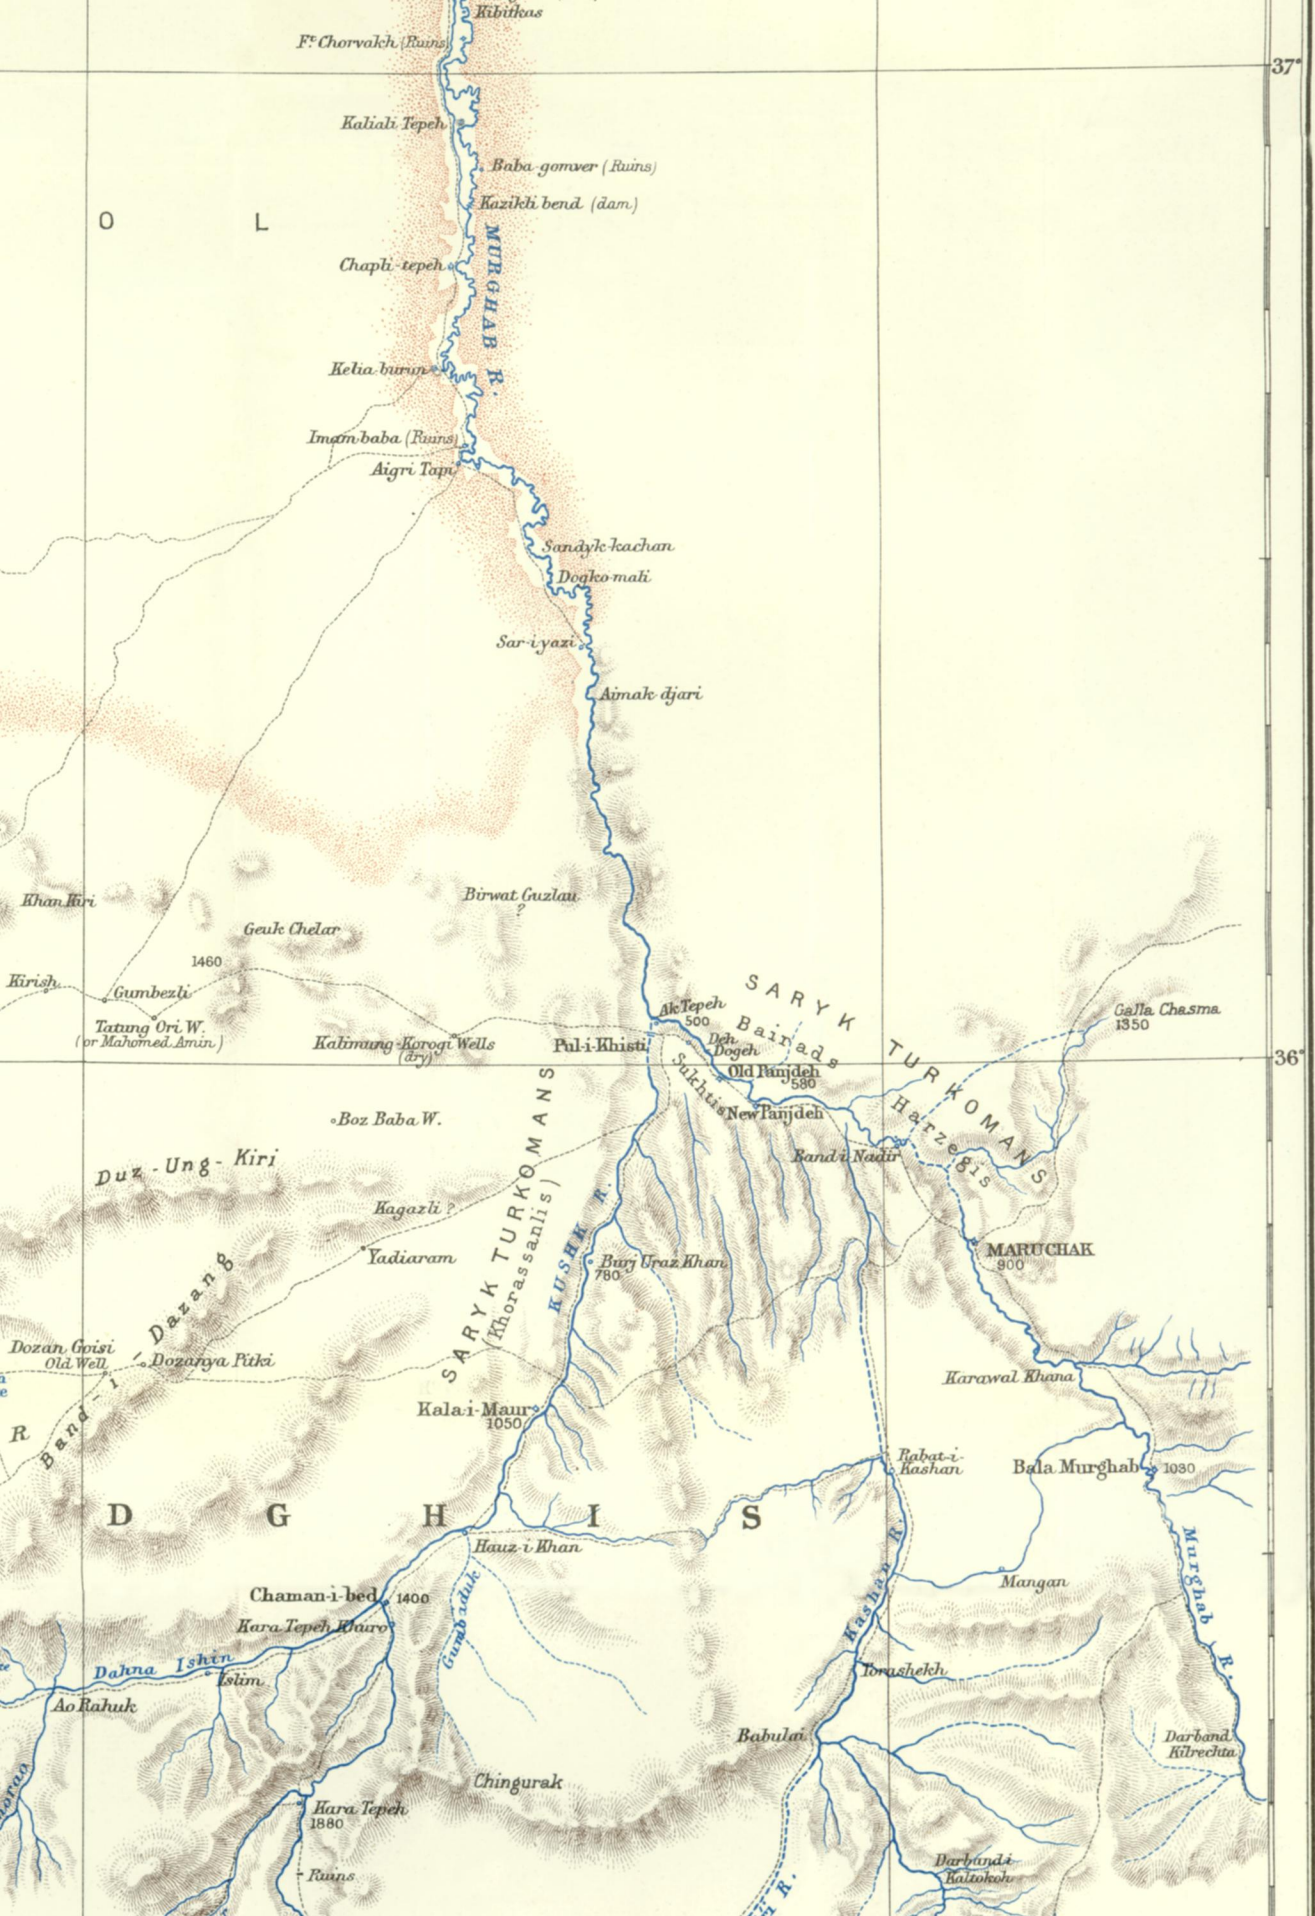 Kibitkas
Ft. Chorvakh (Ruins)
37°
Kaliali Tepeh
Baba-gomver (Ruins)
Kazikli bend (dam)
O L
MURGHAB R.
Chapli-tepeh
Kelia-burun
Imam-baba (Ruins)
Aigri Tapi
Sandyk-kachan
Dogko-mali
Sar-i-yazi
Aimak-djari
Khan Kiri
Birwat Guzlau
?
Geuk Chelar
1460
Kirish
Gumbezli
Tatung Ori W.
(or Mahomed Amin)
Kalimung-Korogi Wells
(dry)
SARYK TURKOMANS
Ak Tepeh
500
Bairads
Galla Chasma
1350
Pul-i-Khisti
Deh
Dogeh
36°
Sukhtis
Old Panjdeh
580
New Panjdeh
Harzegis
Boz Baba W.
Band-i-Nadir
Duz-Ung-Kiri
SARYK TURKOMANS
(Khorassanlis)
Kagazli ?
KUSHK R.
Yadiaram
MARUCHAK
900
Burj Uraz Khan
780
Band-i-Dazang
Dozan Goisi
Old Well
Dozanya Pitki
Karawal Khana
Kala-i-Maur
1050
R
Rabat-i-
Kashan
Bala Murghab
1030
D G H I S
Hauz-i-Khan
Murghab R.
Kashan R.
Mangan
Chaman-i-bed
1400
Gumbaduk
Kara Tepeh Khuro
Dahna Ishin
Islim
Torashekh
Ao Rahuk
Babulai
Darband
Kilrechta
Chingurak
Kara Tepeh
1880
Darband-i-
Kaltokoh
Ruins
R.